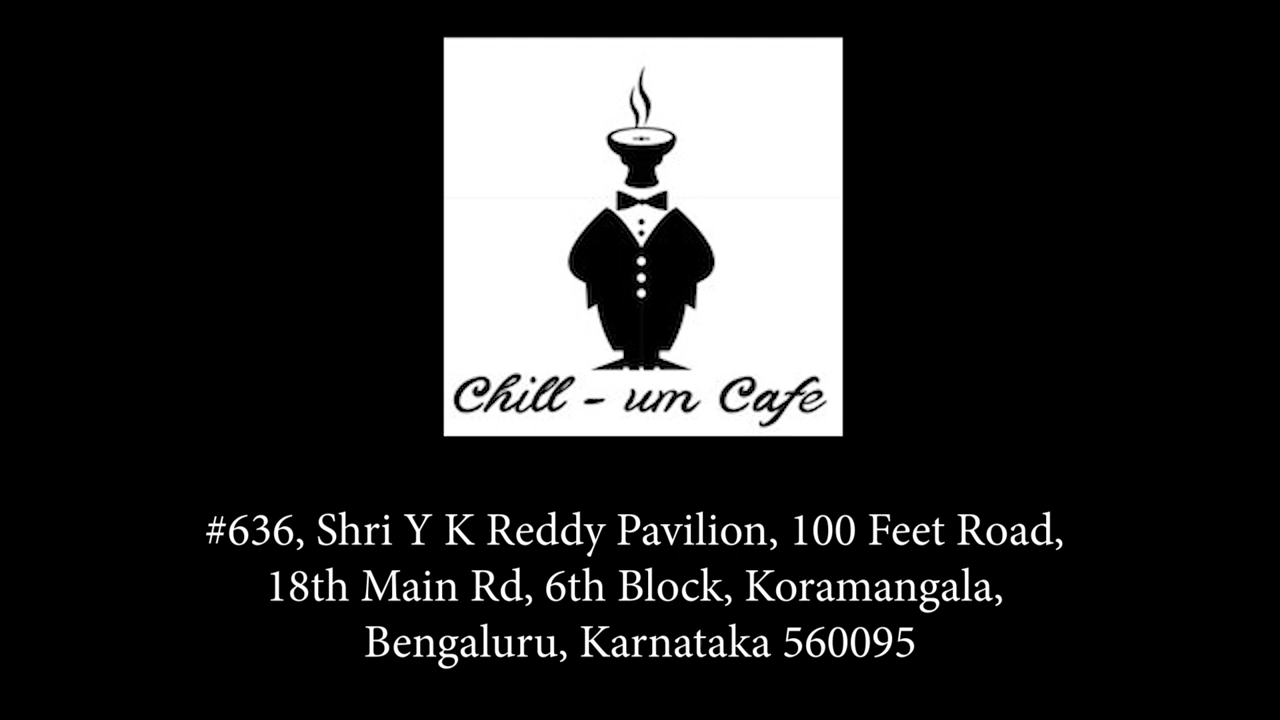 Chill - um Cafe
#636, Shri Y K Reddy Pavilion, 100 Feet Road,
18th Main Rd, 6th Block, Koramangala,
Bengaluru, Karnataka 560095